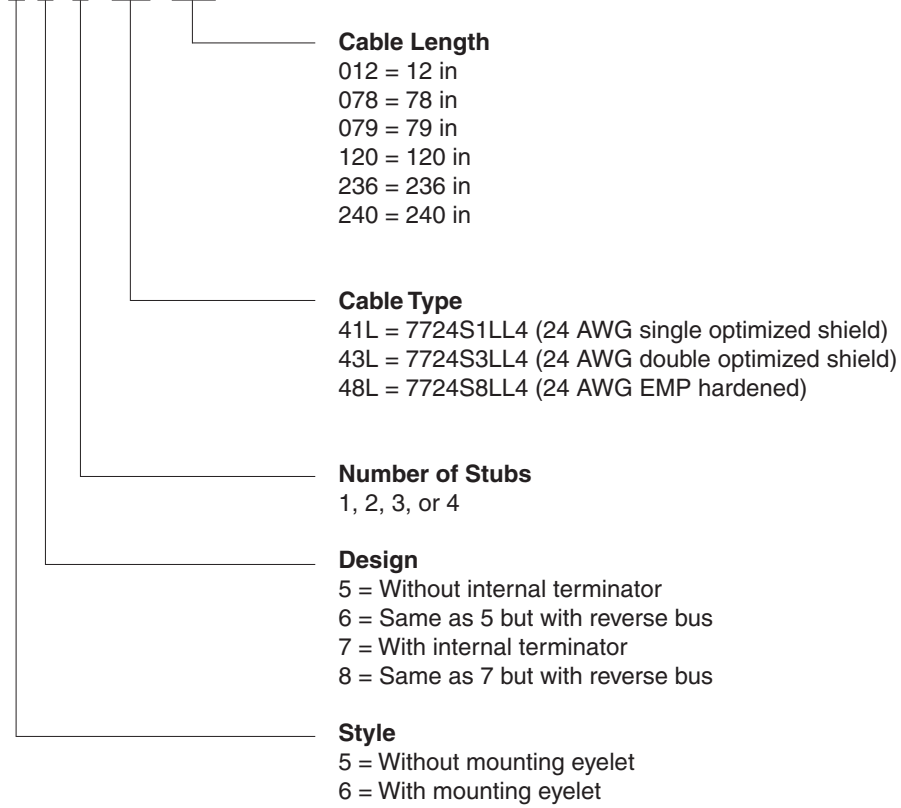 Cable Length
012 = 12 in
078 = 78 in
079 = 79 in
120 = 120 in
236 = 236 in
240 = 240 in
Cable Type
41L = 7724S1LL4 (24 AWG single optimized shield)
43L = 7724S3LL4 (24 AWG double optimized shield)
48L = 7724S8LL4 (24 AWG EMP hardened)
Number of Stubs
1, 2, 3, or 4
Design
5 = Without internal terminator
6 = Same as 5 but with reverse bus
7 = With internal terminator
8 = Same as 7 but with reverse bus
Style
5 = Without mounting eyelet
6 = With mounting eyelet